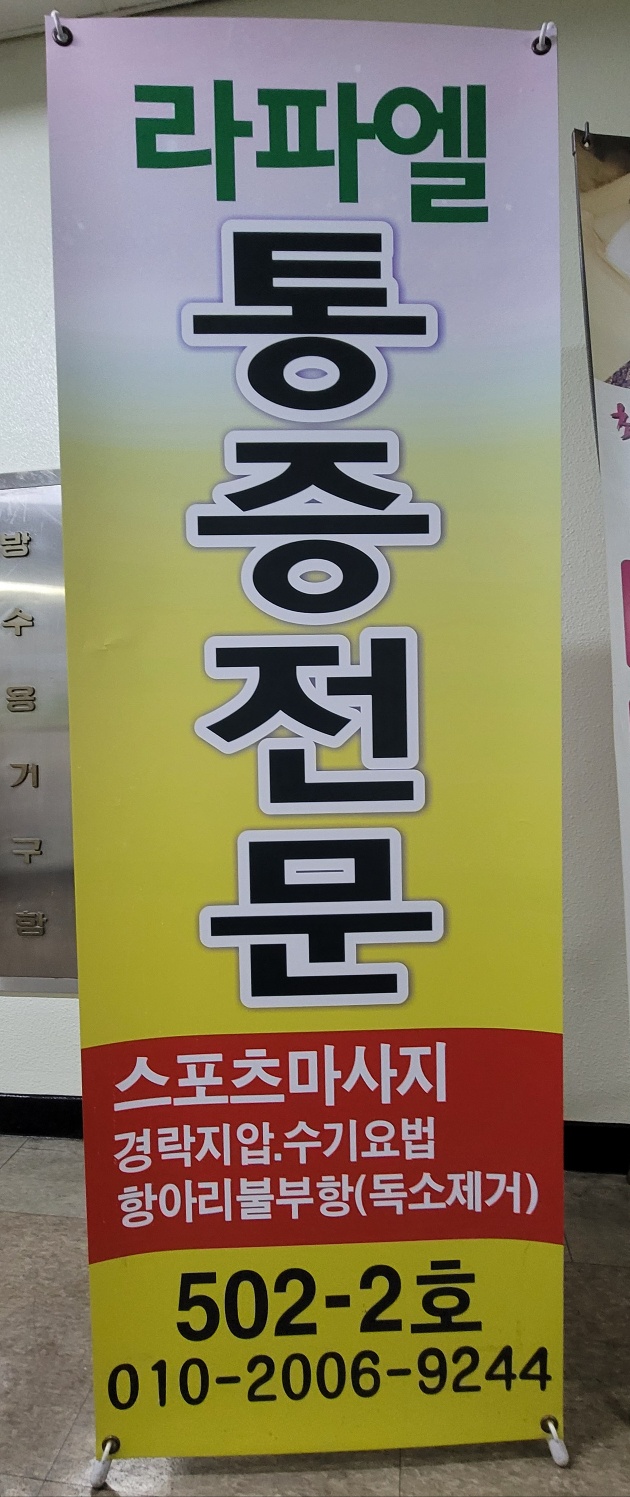 라파엘
통증전문
스포츠마사지
경락지압.수기요법
항아리불부항(독소제거)
502-2호
010-2006-9244
방수용기구함